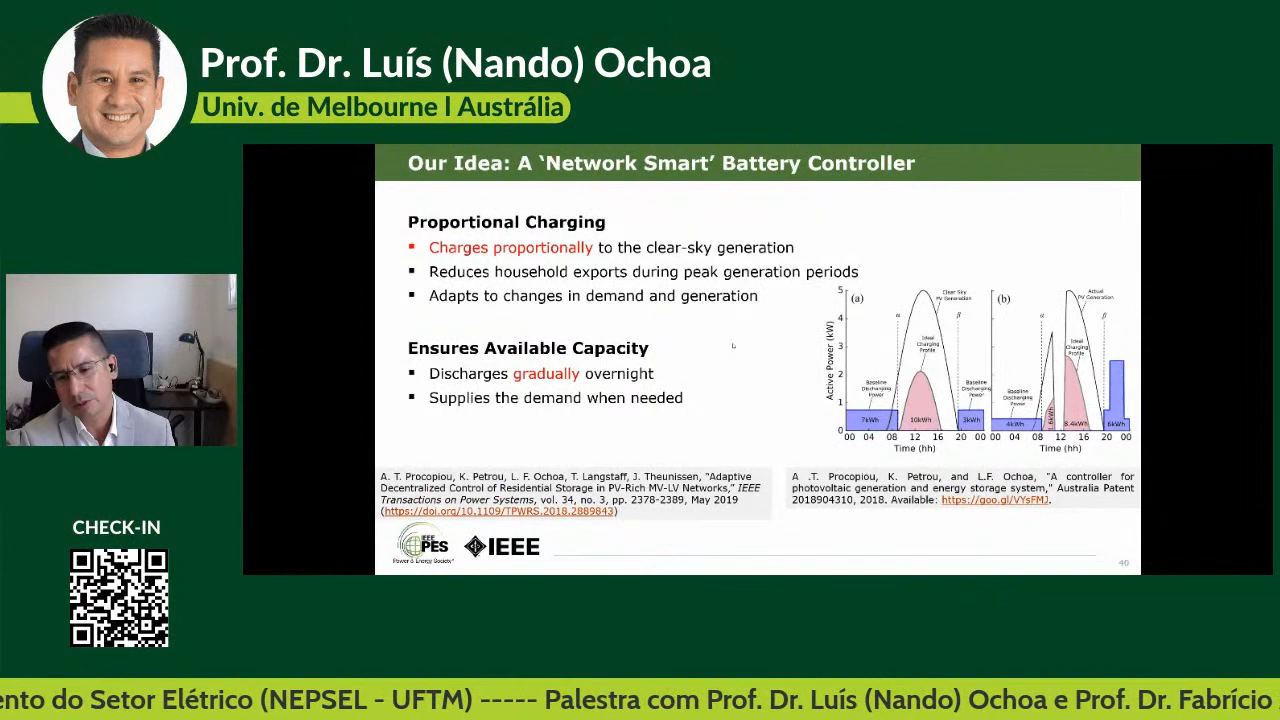 Prof. Dr. Luís (Nando) Ochoa
Univ. de Melbourne I Austrália
Our Idea: A ‘Network Smart’ Battery Controller
Proportional Charging
▪ Charges proportionally to the clear-sky generation
▪ Reduces household exports during peak generation periods
▪ Adapts to changes in demand and generation
Ensures Available Capacity
▪ Discharges gradually overnight
▪ Supplies the demand when needed
Active Power (kW)
5
4
3
2
1
0
(a)
Clear Sky
PV Generation
α
β
Ideal
Charging
Profile
Baseline
Discharging
Power
Baseline
Discharging
Power
7kWh
10kWh
3kWh
00 04 08 12 16 20 00
Time (hh)
(b)
Actual
PV Generation
α
β
Ideal
Charging
Profile
Baseline
Discharging
Power
4kWh
1.6kWh
8.4kWh
6kWh
00 04 08 12 16 20 00
Time (hh)
A. T. Procopiou, K. Petrou, L. F. Ochoa, T. Langstaff, J. Theunissen, “Adaptive
Decentralized Control of Residential Storage in PV-Rich MV-LV Networks,” IEEE
Transactions on Power Systems, vol. 34, no. 3, pp. 2378-2389, May 2019
(https://doi.org/10.1109/TPWRS.2018.2889843)
A .T. Procopiou, K. Petrou, and L.F. Ochoa, "A controller for
photovoltaic generation and energy storage system," Australia Patent
2018904310, 2018. Available: https://goo.gl/VYsFMJ.
IEEE
PES
Power & Energy Society®
IEEE
40
CHECK-IN
ento do Setor Elétrico (NEPSEL - UFTM) ----- Palestra com Prof. Dr. Luís (Nando) Ochoa e Prof. Dr. Fabrício